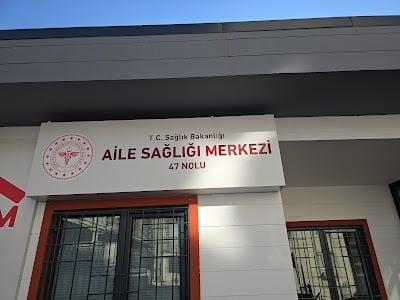 T.C. Sağlık Bakanlığı
AİLE SAĞLIĞI MERKEZİ
47 NOLU
M